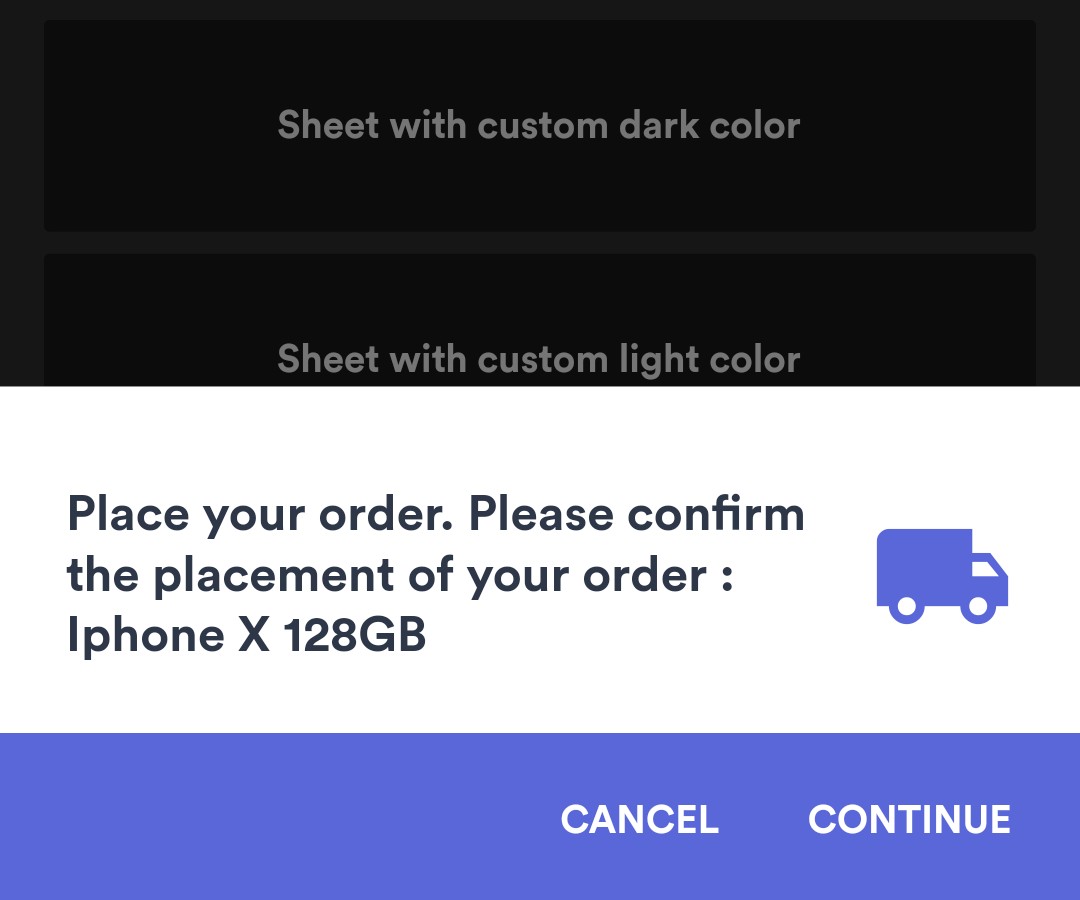 Sheet with custom dark color
Sheet with custom light color
Place your order. Please confirm
the placement of your order :
Iphone X 128GB
CANCEL CONTINUE